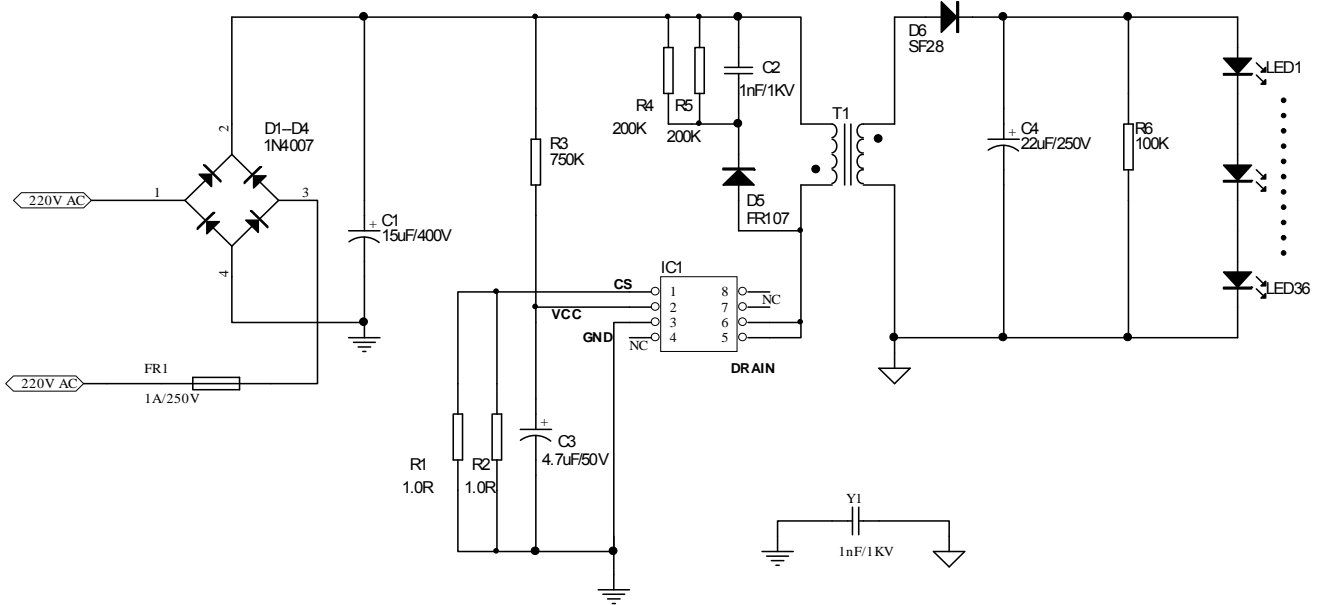 D6
SF28
C2
1nF/1KV
LED1
R4
R5
200K
200K
T1
D1--D4
1N4007
2
R3
750K
C4
22uF/250V
R6
100K
220V AC
1
3
D5
FR107
C1
15uF/400V
4
IC1
LED36
CS
1
8
NC
VCC
2
7
GND
3
6
NC
4
5
DRAIN
FR1
220V AC
1A/250V
C3
4.7uF/50V
R1
R2
1.0R
1.0R
Y1
1nF/1KV
+
+
+